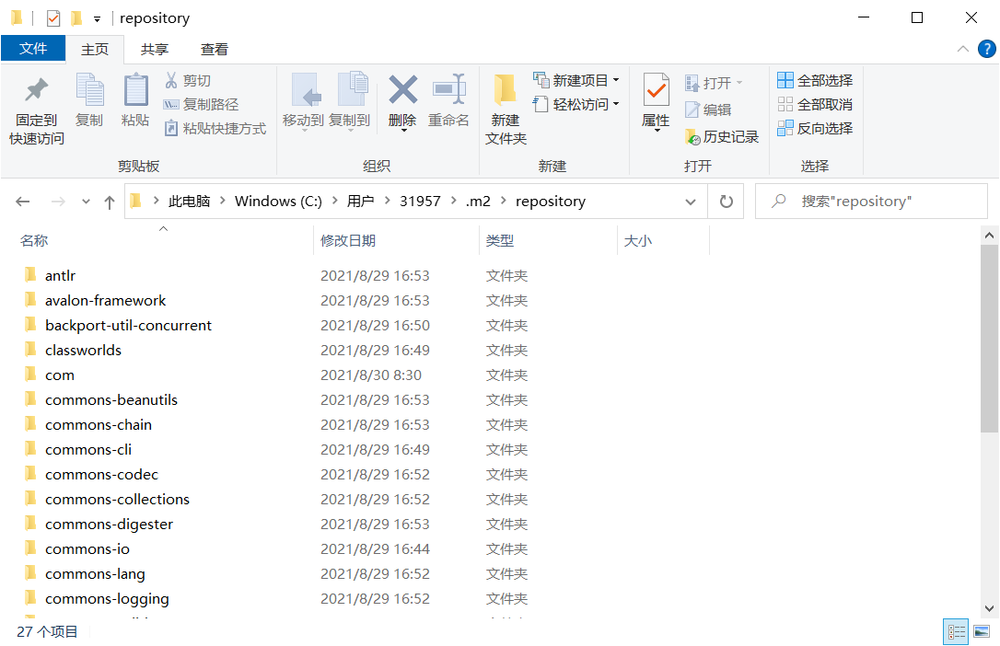 repository
文件 主页 共享 查看
固定到
快速访问
复制
粘贴
剪切
复制路径
粘贴快捷方式
剪贴板
移动到
复制到
删除
重命名
组织
新建
文件夹
新建项目
轻松访问
新建
属性
打开
编辑
历史记录
打开
全部选择
全部取消
反向选择
选择
此电脑 > Windows (C:) > 用户 > 31957 > .m2 > repository
搜索"repository"
名称 修改日期 类型 大小
antlr 2021/8/29 16:53 文件夹
avalon-framework 2021/8/29 16:53 文件夹
backport-util-concurrent 2021/8/29 16:50 文件夹
classworlds 2021/8/29 16:49 文件夹
com 2021/8/30 8:30 文件夹
commons-beanutils 2021/8/29 16:53 文件夹
commons-chain 2021/8/29 16:53 文件夹
commons-cli 2021/8/29 16:49 文件夹
commons-codec 2021/8/29 16:52 文件夹
commons-collections 2021/8/29 16:52 文件夹
commons-digester 2021/8/29 16:53 文件夹
commons-io 2021/8/29 16:44 文件夹
commons-lang 2021/8/29 16:52 文件夹
commons-logging 2021/8/29 16:52 文件夹
27 个项目